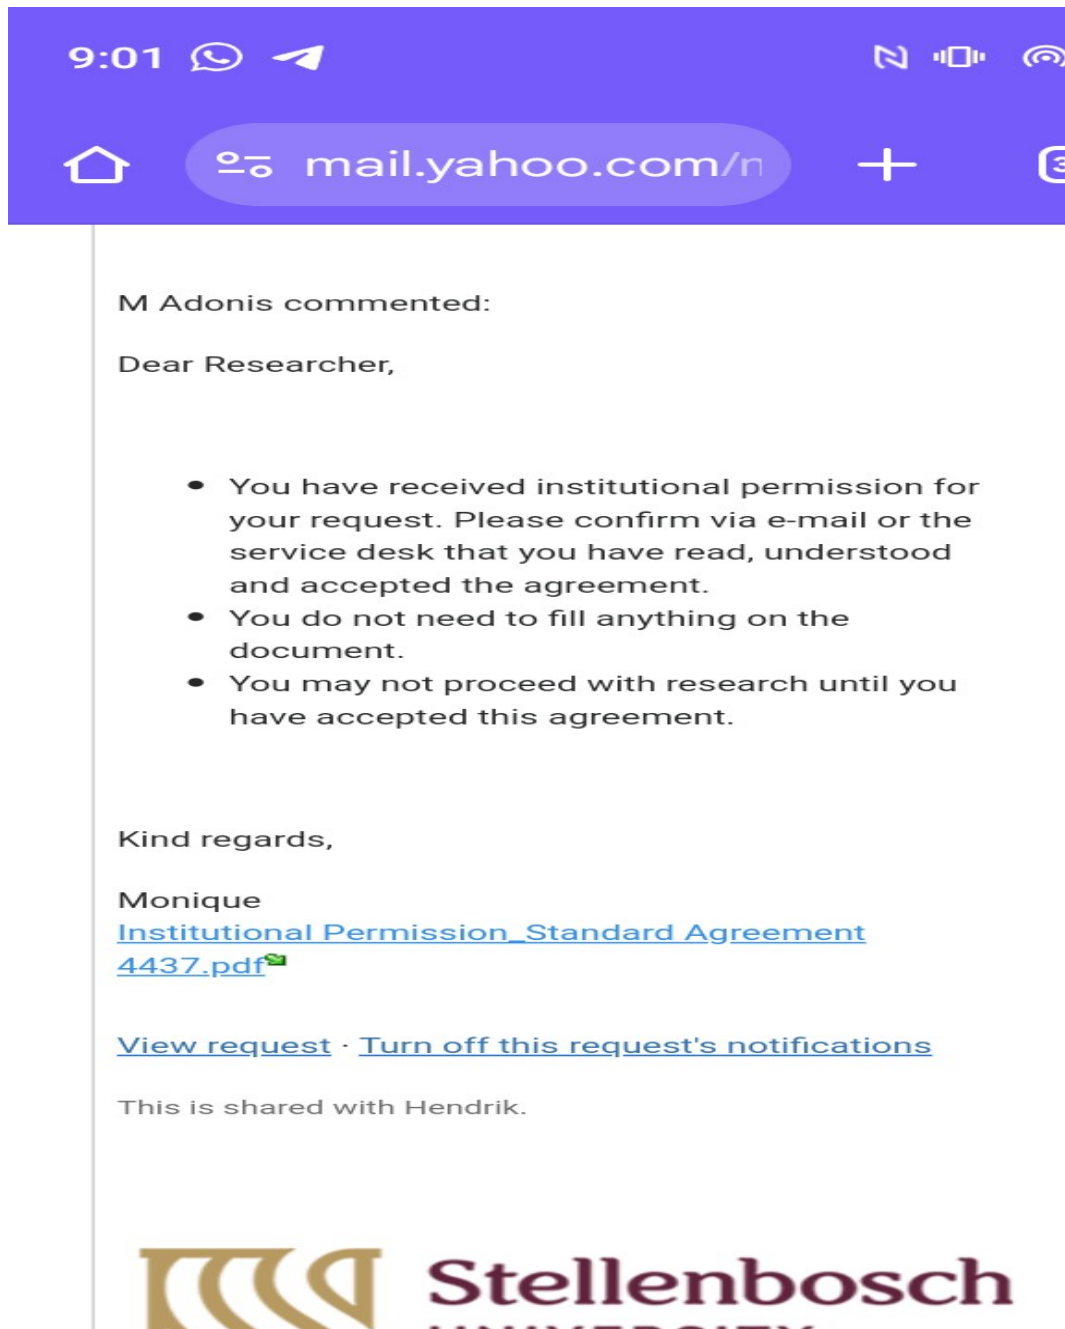 9:01
mail.yahoo.com/
M Adonis commented:
Dear Researcher,
• You have received institutional permission for
your request. Please confirm via e-mail or the
service desk that you have read, understood
and accepted the agreement.
• You do not need to fill anything on the
document.
• You may not proceed with research until you
have accepted this agreement.
Kind regards,
Monique
Institutional Permission_Standard Agreement
4437.pdf
View request · Turn off this request's notifications
This is shared with Hendrik.
Stellenbosch
UNIVERSITY